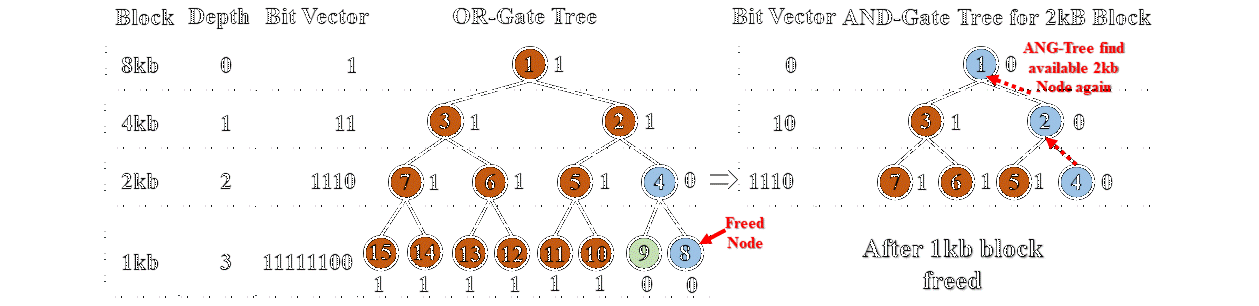 Block Depth Bit Vector OR-Gate Tree Bit Vector AND-Gate Tree for 2kB Block
8kb 0 1 1 1 0 1 0
ANG-Tree find
available 2kb
Node again
4kb 1 11 3 1 2 1 10 3 1 2 0
2kb 2 1110 7 1 6 1 5 1 4 0 1110 7 1 6 1 5 1 4 0
Freed
Node
1kb 3 11111100 15 14 13 12 11 10 9 8
1 1 1 1 1 1 0 0
After 1kb block
freed